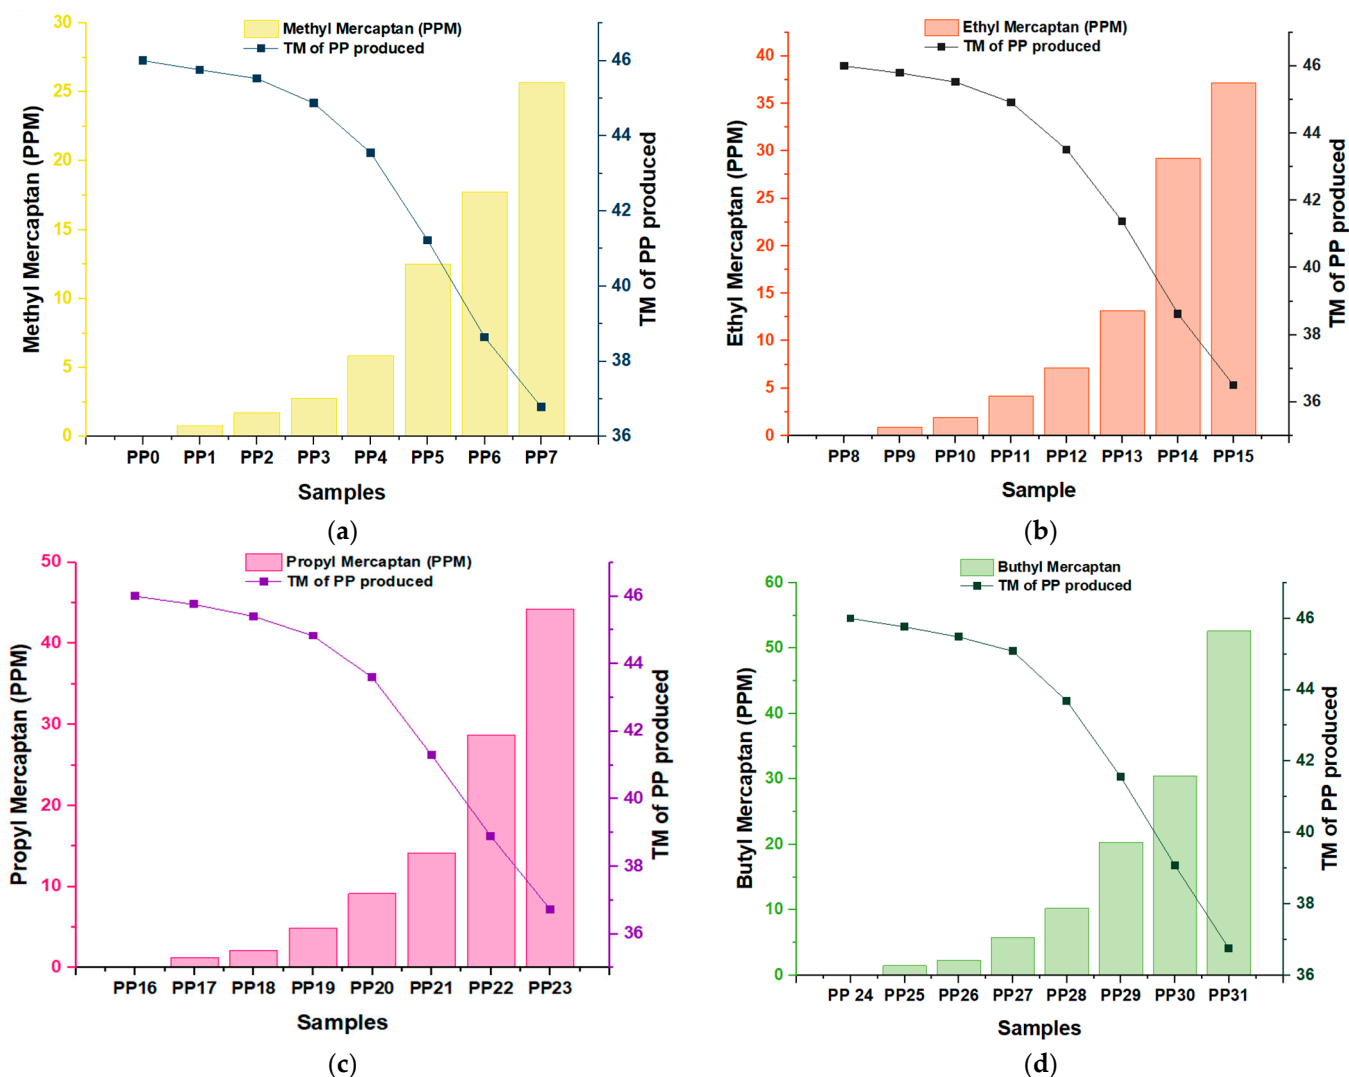 Methyl Mercaptan (PPM)
TM of PP produced
30
25
20
15
10
5
0
46
44
42
40
38
36
Methyl Mercaptan (PPM)
TM of PP produced
PP0 PP1 PP2 PP3 PP4 PP5 PP6 PP7
Samples
(a)
Ethyl Mercaptan (PPM)
TM of PP produced
40
35
30
25
20
15
10
5
0
46
44
42
40
38
36
Ethyl Mercaptan (PPM)
TM of PP produced
PP8 PP9 PP10 PP11 PP12 PP13 PP14 PP15
Sample
(b)
Propyl Mercaptan (PPM)
TM of PP produced
50
40
30
20
10
0
46
44
42
40
38
36
Propyl Mercaptan (PPM)
TM of PP produced
PP16 PP17 PP18 PP19 PP20 PP21 PP22 PP23
Samples
(c)
Buthyl Mercaptan
TM of PP produced
60
50
40
30
20
10
0
46
44
42
40
38
36
Butyl Mercaptan (PPM)
TM of PP produced
PP 24 PP25 PP26 PP27 PP28 PP29 PP30 PP31
Samples
(d)